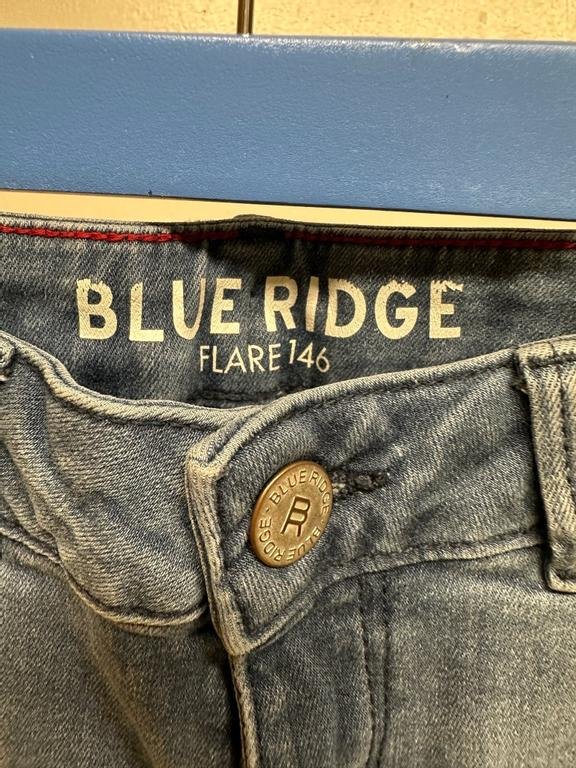 BLUE RIDGE
FLARE 146
BLUE RIDGE · BLUE RIDGE ·
BR